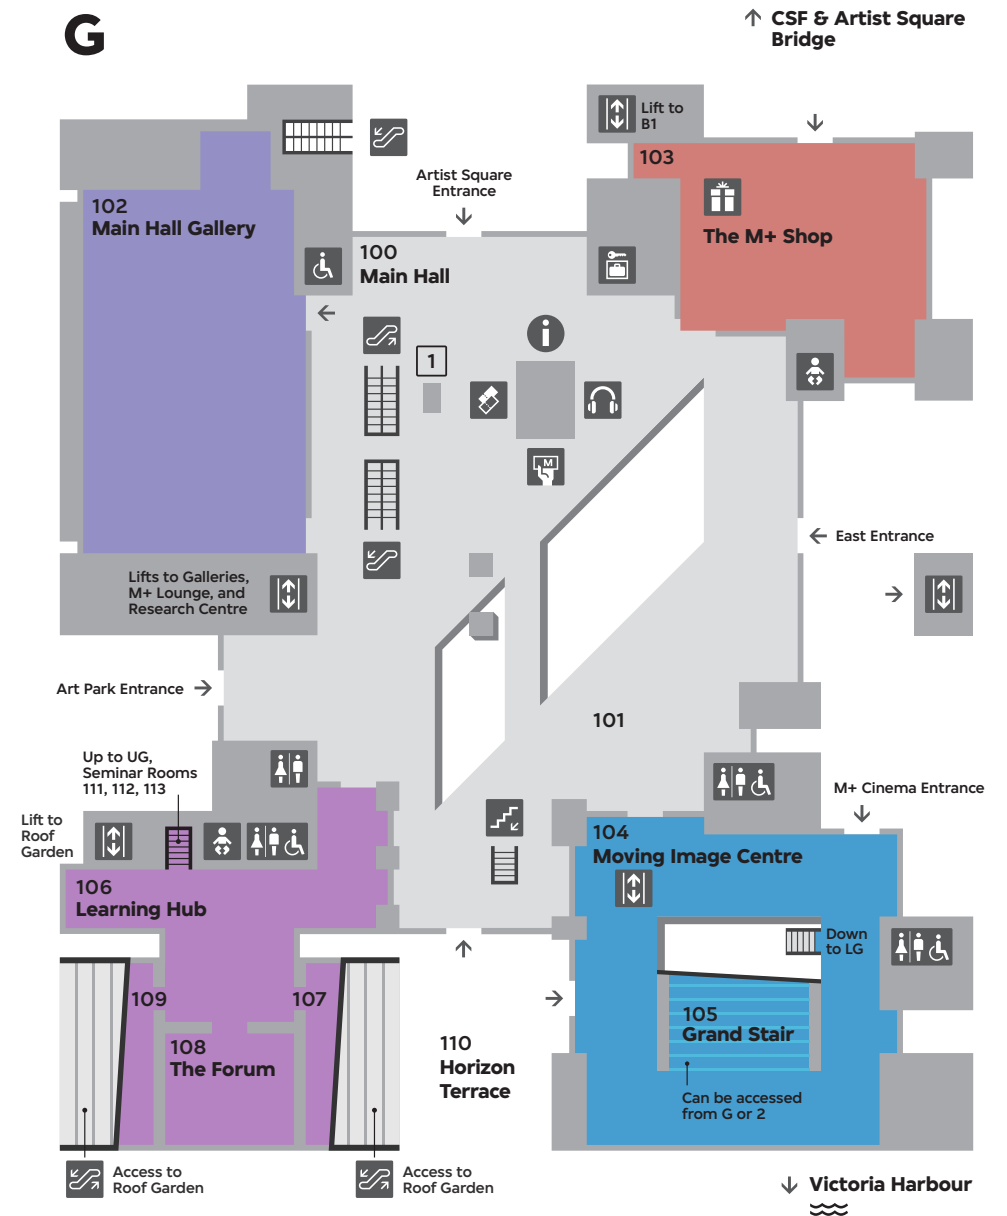 G
CSF & Artist Square
Bridge
Lift to
B1
103
The M+ Shop
Artist Square
Entrance
102
Main Hall Gallery
100
Main Hall
i
1
M
East Entrance
Lifts to Galleries,
M+ Lounge, and
Research Centre
Art Park Entrance
101
Up to UG,
Seminar Rooms
111, 112, 113
M+ Cinema Entrance
Lift to
Roof
Garden
104
Moving Image Centre
106
Learning Hub
Down
to LG
109
107
105
Grand Stair
108
The Forum
110
Horizon
Terrace
Can be accessed
from G or 2
Access to
Roof Garden
Access to
Roof Garden
Victoria Harbour